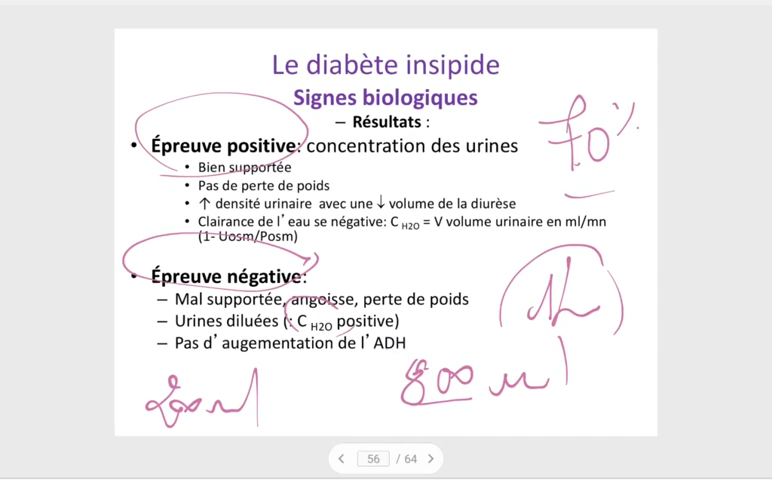 Le diabète insipide
Signes biologiques
– Résultats :
70%
• Épreuve positive: concentration des urines
• Bien supportée
• Pas de perte de poids
• ↑ densité urinaire avec une ↓ volume de la diurèse
• Clairance de l'eau se négative: C H2O = V volume urinaire en ml/mn
(1- Uosm/Posm)
• Épreuve négative:
– Mal supportée, angoisse, perte de poids
– Urines diluées (: C H2O positive)
– Pas d'augementation de l'ADH
1L
800 ml
200 ml
56 / 64